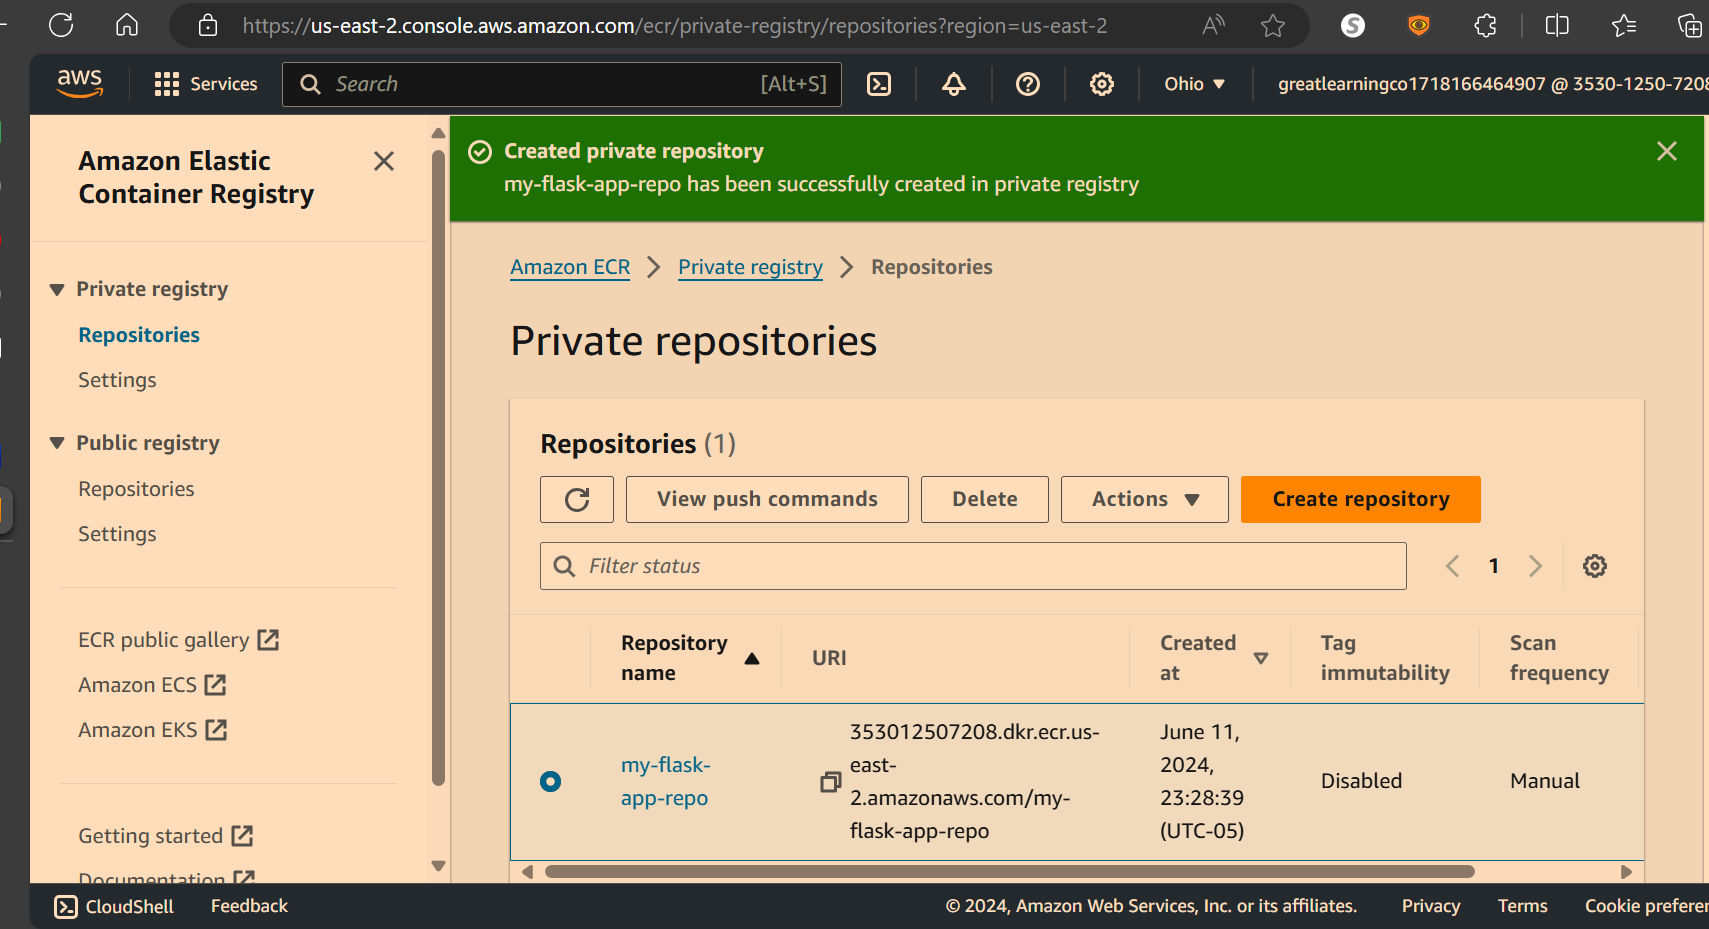 https://us-east-2.console.aws.amazon.com/ecr/private-registry/repositories?region=us-east-2
aws
Services
Search
[Alt+S]
Ohio
greatlearningco1718166464907 @ 3530-1250-7208
Amazon Elastic
Container Registry
Private registry
Repositories
Settings
Public registry
Repositories
Settings
ECR public gallery
Amazon ECS
Amazon EKS
Getting started
Documentation
Created private repository
my-flask-app-repo has been successfully created in private registry
Amazon ECR
Private registry
Repositories
Private repositories
Repositories (1)
View push commands
Delete
Actions
Create repository
Filter status
1
Repository
name
URI
Created
at
Tag
immutability
Scan
frequency
my-flask-
app-repo
353012507208.dkr.ecr.us-
east-
2.amazonaws.com/my-
flask-app-repo
June 11,
2024,
23:28:39
(UTC-05)
Disabled
Manual
CloudShell
Feedback
© 2024, Amazon Web Services, Inc. or its affiliates.
Privacy
Terms
Cookie prefere